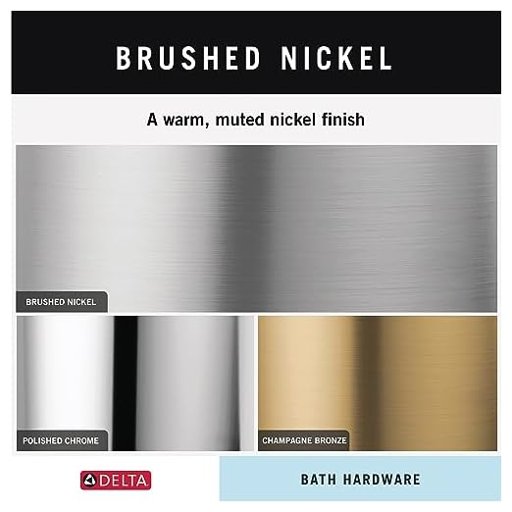 BRUSHED NICKEL
A warm, muted nickel finish
BRUSHED NICKEL
POLISHED CHROME
CHAMPAGNE BRONZE
DELTA
BATH HARDWARE